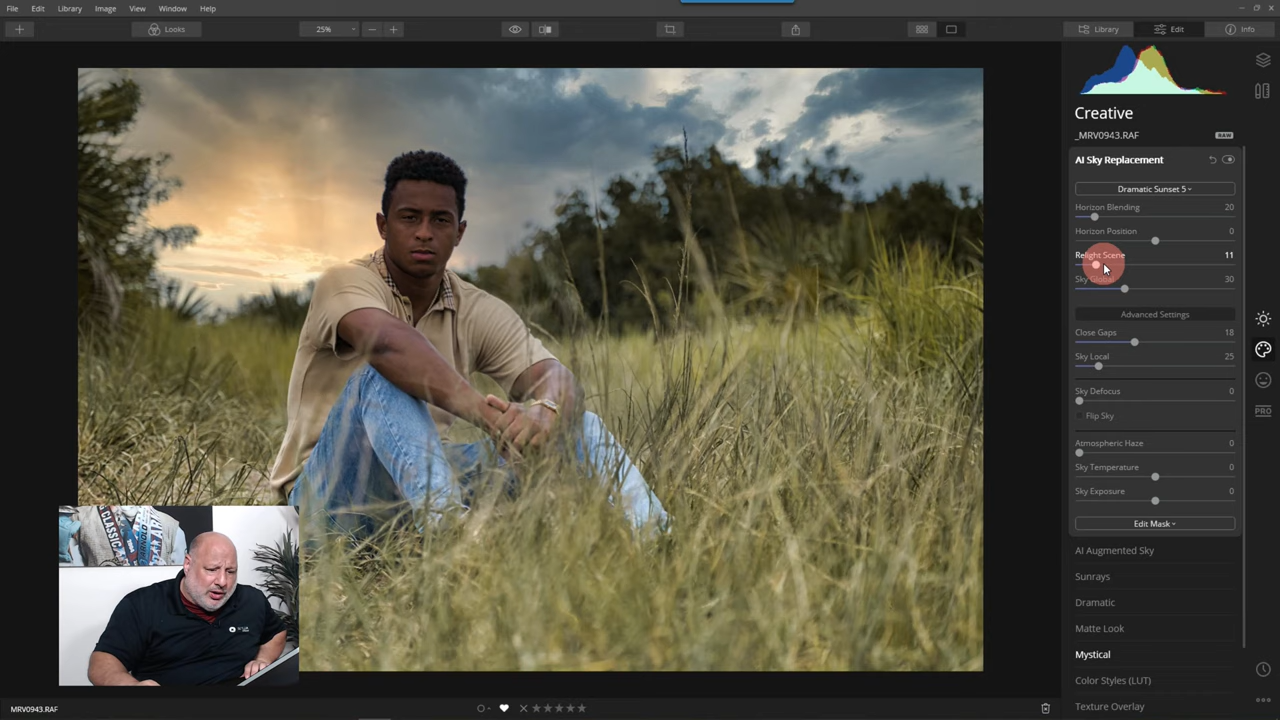 File Edit Library Image View Window Help
Looks 25% Library Edit Info
Creative
_MRV0943.RAF RAW
AI Sky Replacement
Dramatic Sunset 5
Horizon Blending 20
Horizon Position 0
Relight Scene 11
Sky Global 30
Advanced Settings
Close Gaps 18
Sky Local 25
Sky Defocus 0
Flip Sky
Atmospheric Haze 0
Sky Temperature 0
Sky Exposure 0
Edit Mask
AI Augmented Sky
Sunrays
Dramatic
Matte Look
Mystical
Color Styles (LUT)
Texture Overlay
PRO
CLASSIC
ARNOLD
MRV0943.RAF